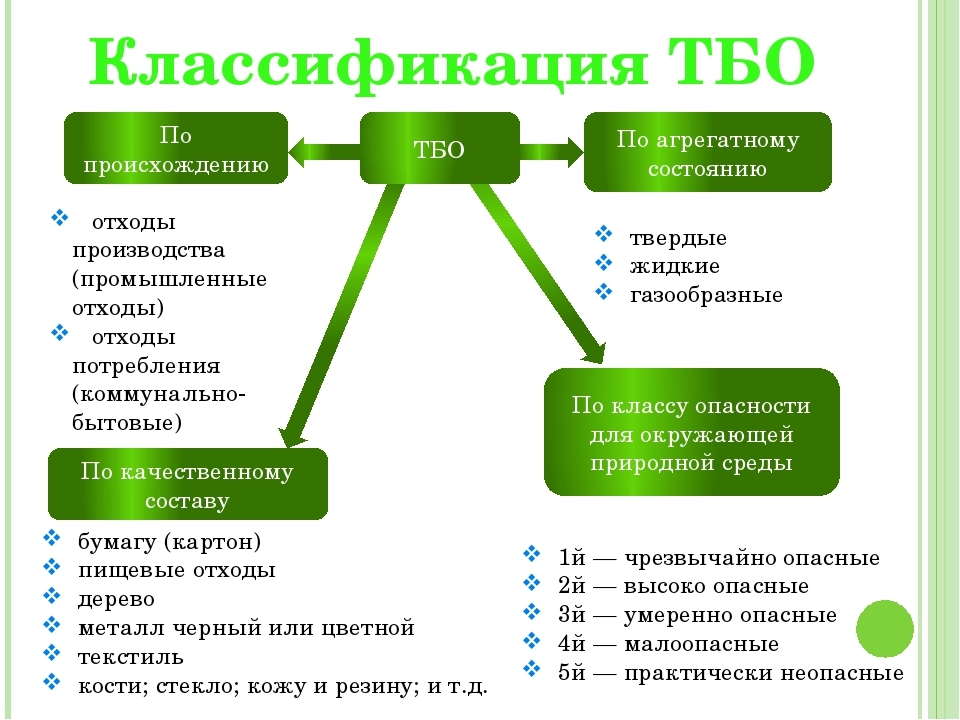 Классификация ТБО
По
происхождению
ТБО
По агрегатному
состоянию
отходы
производства
(промышленные
отходы)
отходы
потребления
(коммунально-
бытовые)
твердые
жидкие
газообразные
По классу опасности
для окружающей
природной среды
По качественному
составу
бумагу (картон)
пищевые отходы
дерево
металл черный или цветной
текстиль
кости; стекло; кожу и резину; и т.д.
1й — чрезвычайно опасные
2й — высоко опасные
3й — умеренно опасные
4й — малоопасные
5й — практически неопасные